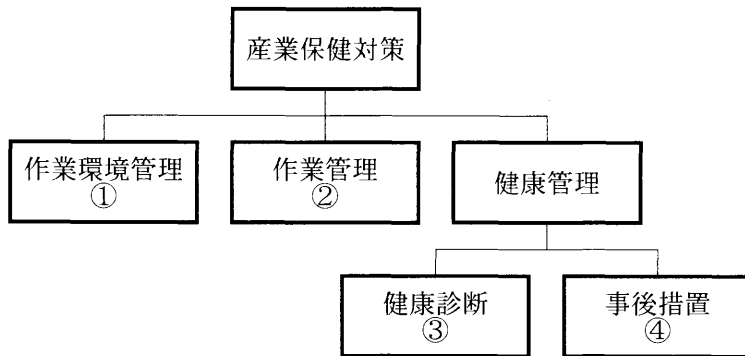 産業保健対策
作業環境管理
①
作業管理
②
健康管理
健康診断
③
事後措置
④